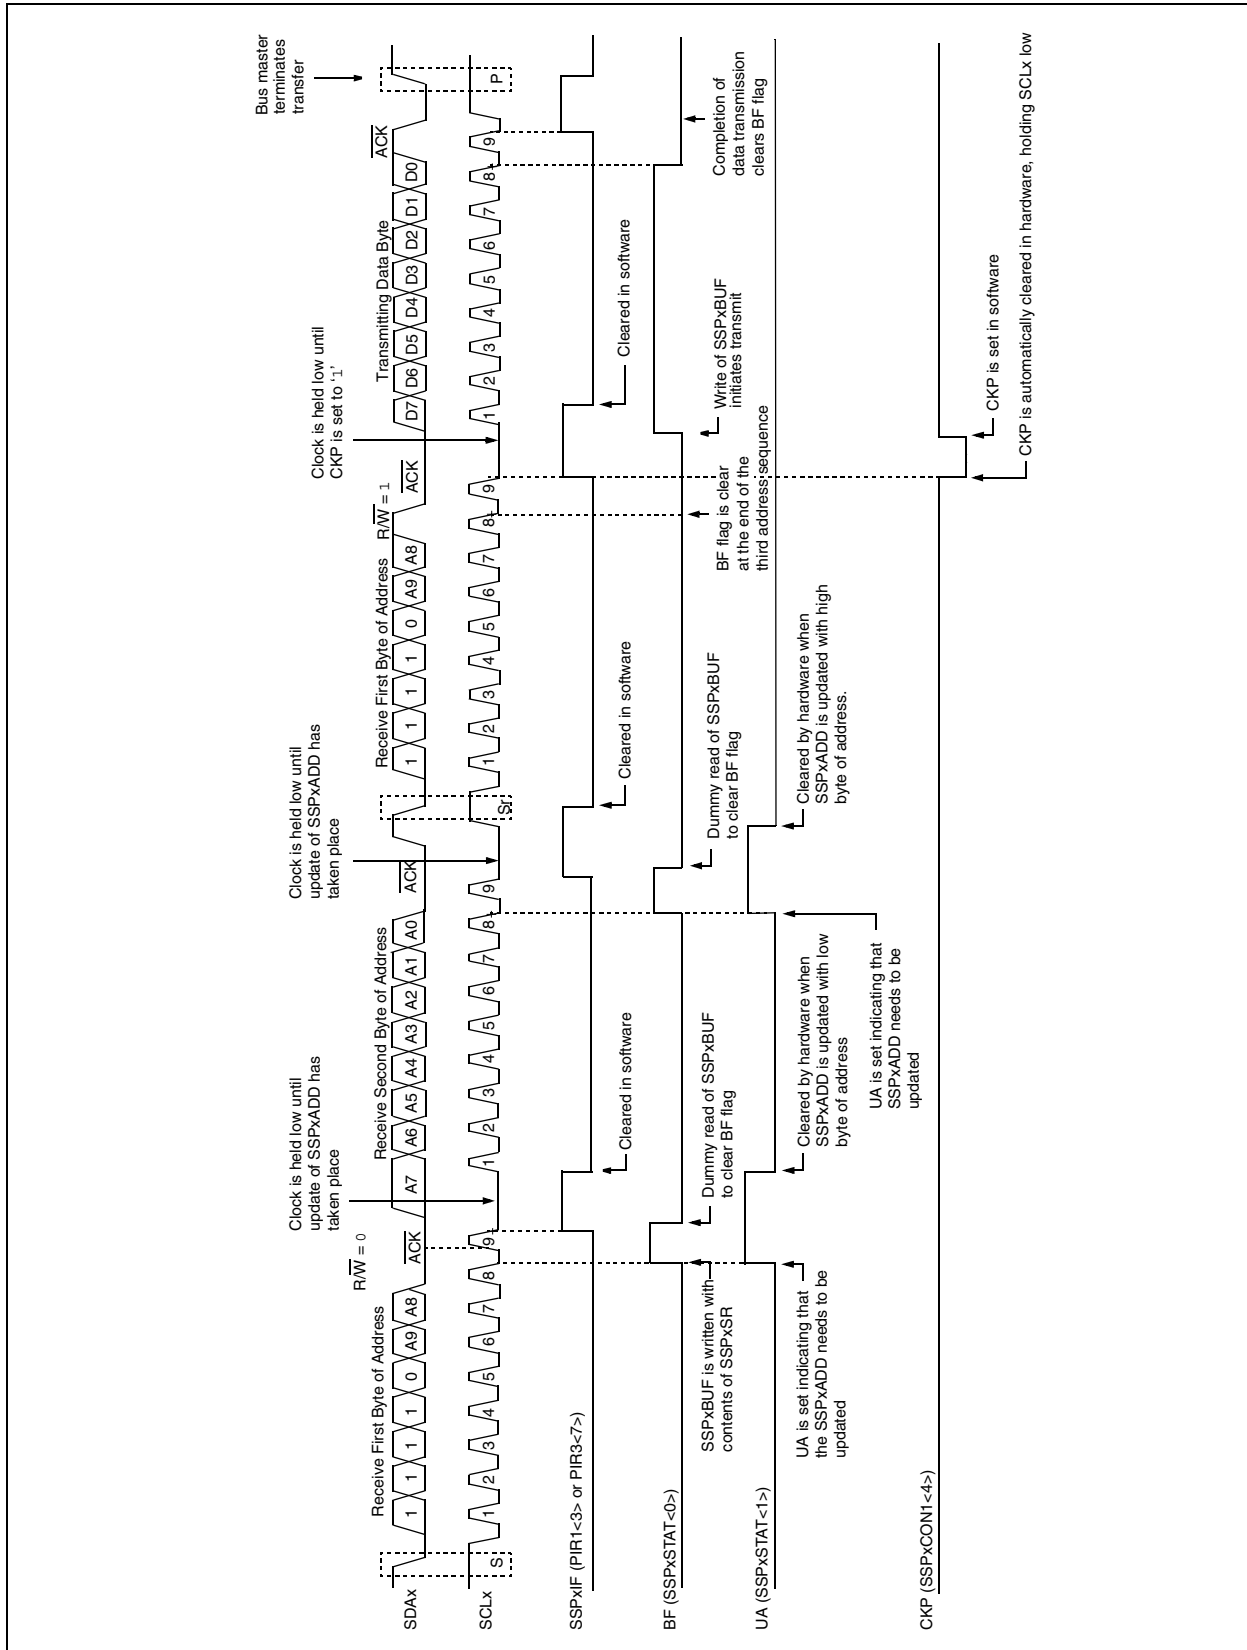 Bus master
terminates
transfer
Clock is held low until
CKP is set to ‘1’
Clock is held low until
update of SSPxADD has
taken place
Clock is held low until
update of SSPxADD has
taken place
Receive First Byte of Address
R/W = 0
ACK
Receive Second Byte of Address
ACK
Receive First Byte of Address
R/W = 1
ACK
Transmitting Data Byte
ACK
SDAx
1 1 1 1 0 A9 A8
A7 A6 A5 A4 A3 A2 A1 A0
1 1 1 1 0 A9 A8
D7 D6 D5 D4 D3 D2 D1 D0
SCLx
S
1 2 3 4 5 6 7 8 9
1 2 3 4 5 6 7 8 9
Sr
1 2 3 4 5 6 7 8 9
1 2 3 4 5 6 7 8 9
P
SSPxIF (PIR1<3> or PIR3<7>)
Cleared in software
Cleared in software
Cleared in software
BF (SSPxSTAT<0>)
SSPxBUF is written with
contents of SSPxSR
Dummy read of SSPxBUF
to clear BF flag
Dummy read of SSPxBUF
to clear BF flag
BF flag is clear
at the end of the
third address sequence
Write of SSPxBUF
initiates transmit
Completion of
data transmission
clears BF flag
UA (SSPxSTAT<1>)
UA is set indicating that
the SSPxADD needs to be
updated
Cleared by hardware when
SSPxADD is updated with low
byte of address
UA is set indicating that
SSPxADD needs to be
updated
Cleared by hardware when
SSPxADD is updated with high
byte of address.
CKP (SSPxCON1<4>)
CKP is set in software
CKP is automatically cleared in hardware, holding SCLx low